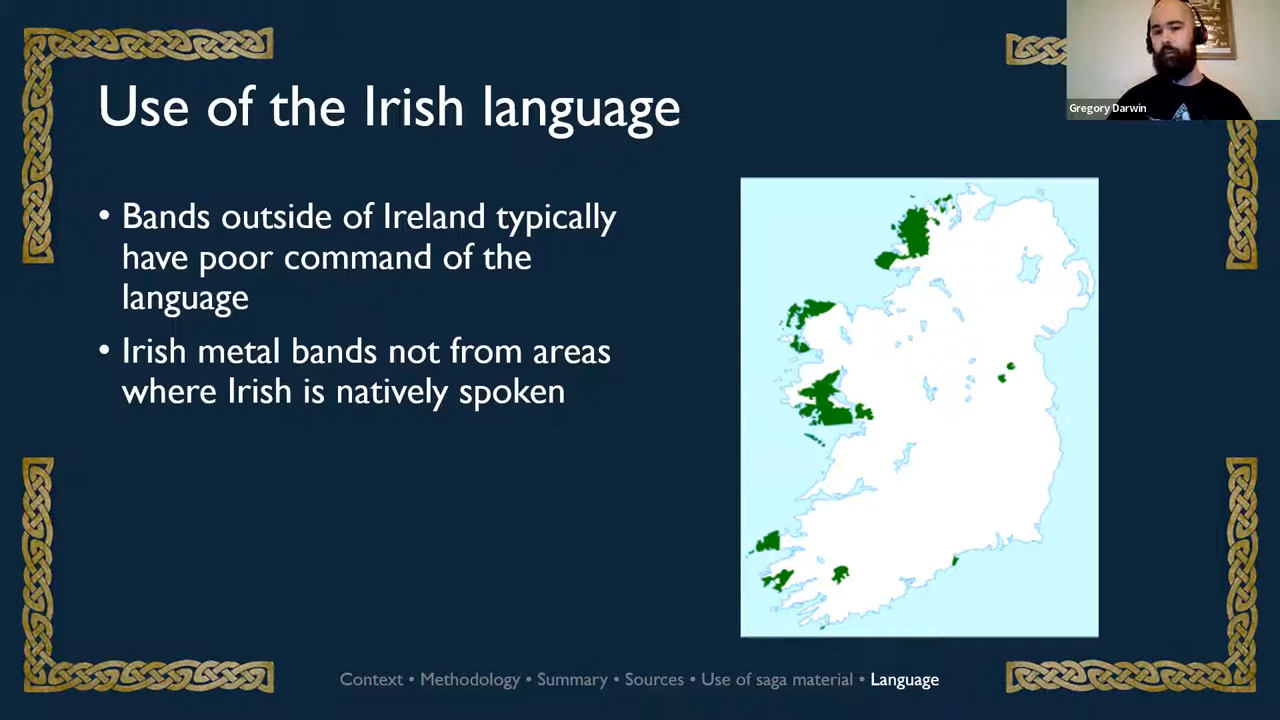 Use of the Irish language
Gregory Darwin
• Bands outside of Ireland typically
have poor command of the
language
• Irish metal bands not from areas
where Irish is natively spoken
Context • Methodology • Summary • Sources • Use of saga material • Language